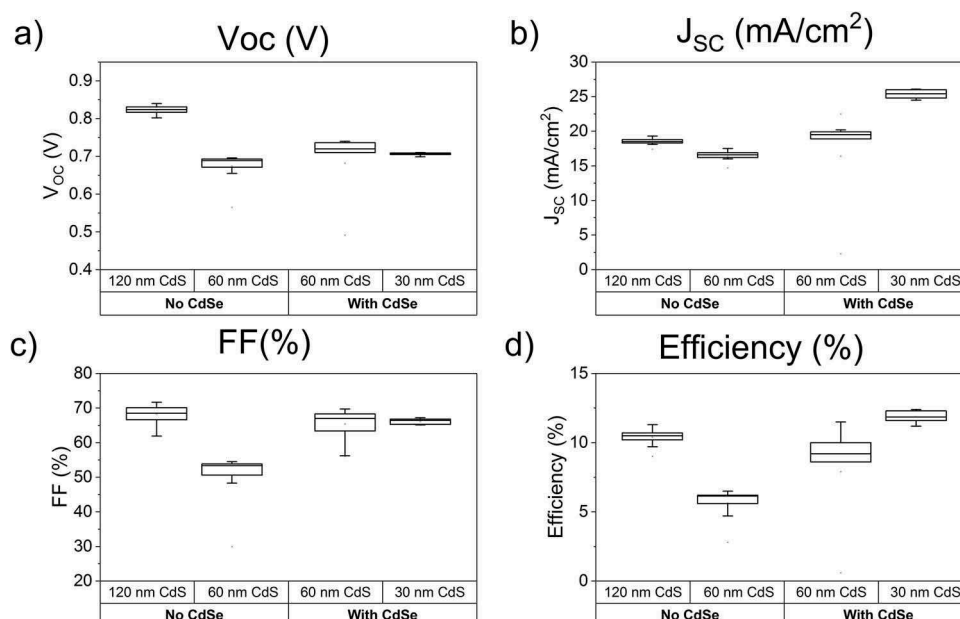 a) Voc (V)
0.9
0.8
0.7
0.6
0.5
0.4
V_OC (V)
120 nm CdS 60 nm CdS 60 nm CdS 30 nm CdS
No CdSe With CdSe
b) J_SC (mA/cm²)
30
25
20
15
10
5
0
J_SC (mA/cm²)
120 nm CdS 60 nm CdS 60 nm CdS 30 nm CdS
No CdSe With CdSe
c) FF(%)
80
70
60
50
40
30
20
FF (%)
120 nm CdS 60 nm CdS 60 nm CdS 30 nm CdS
No CdSe With CdSe
d) Efficiency (%)
15
10
5
0
Efficiency (%)
120 nm CdS 60 nm CdS 60 nm CdS 30 nm CdS
No CdSe With CdSe